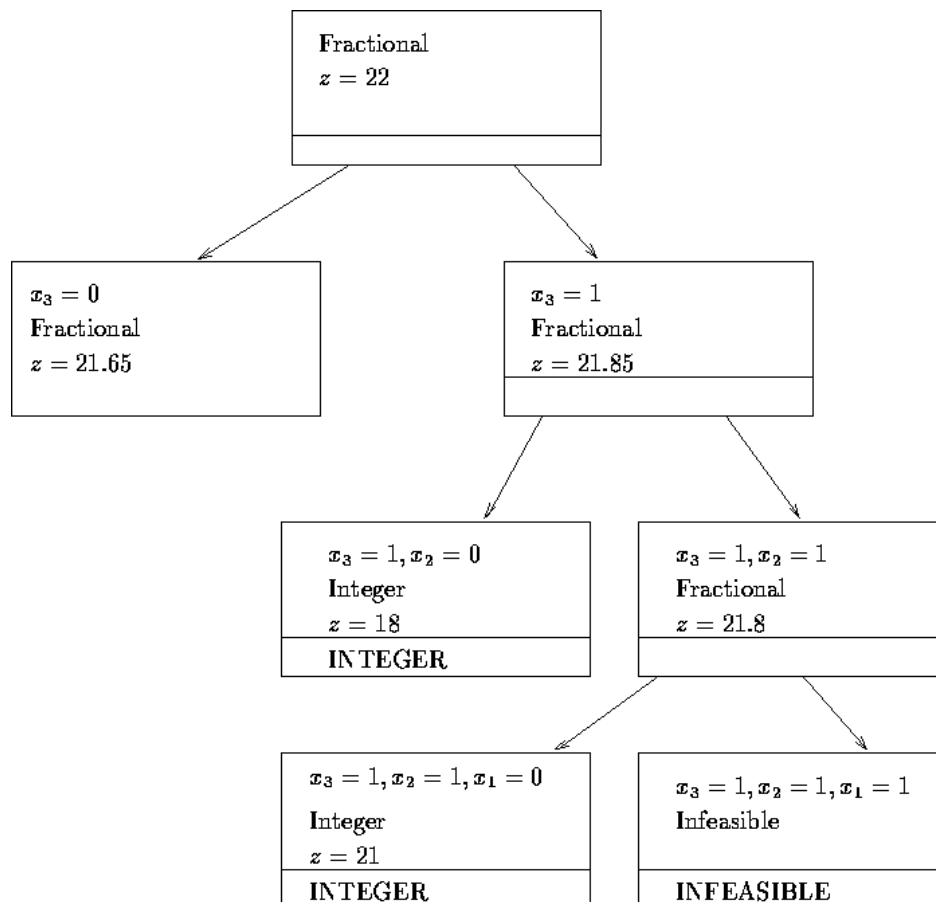 Fractional
z = 22
x₃ = 0
Fractional
z = 21.65
x₃ = 1
Fractional
z = 21.85
x₃ = 1, x₂ = 0
Integer
z = 18
INTEGER
x₃ = 1, x₂ = 1
Fractional
z = 21.8
x₃ = 1, x₂ = 1, x₁ = 0
Integer
z = 21
INTEGER
x₃ = 1, x₂ = 1, x₁ = 1
Infeasible
INFEASIBLE